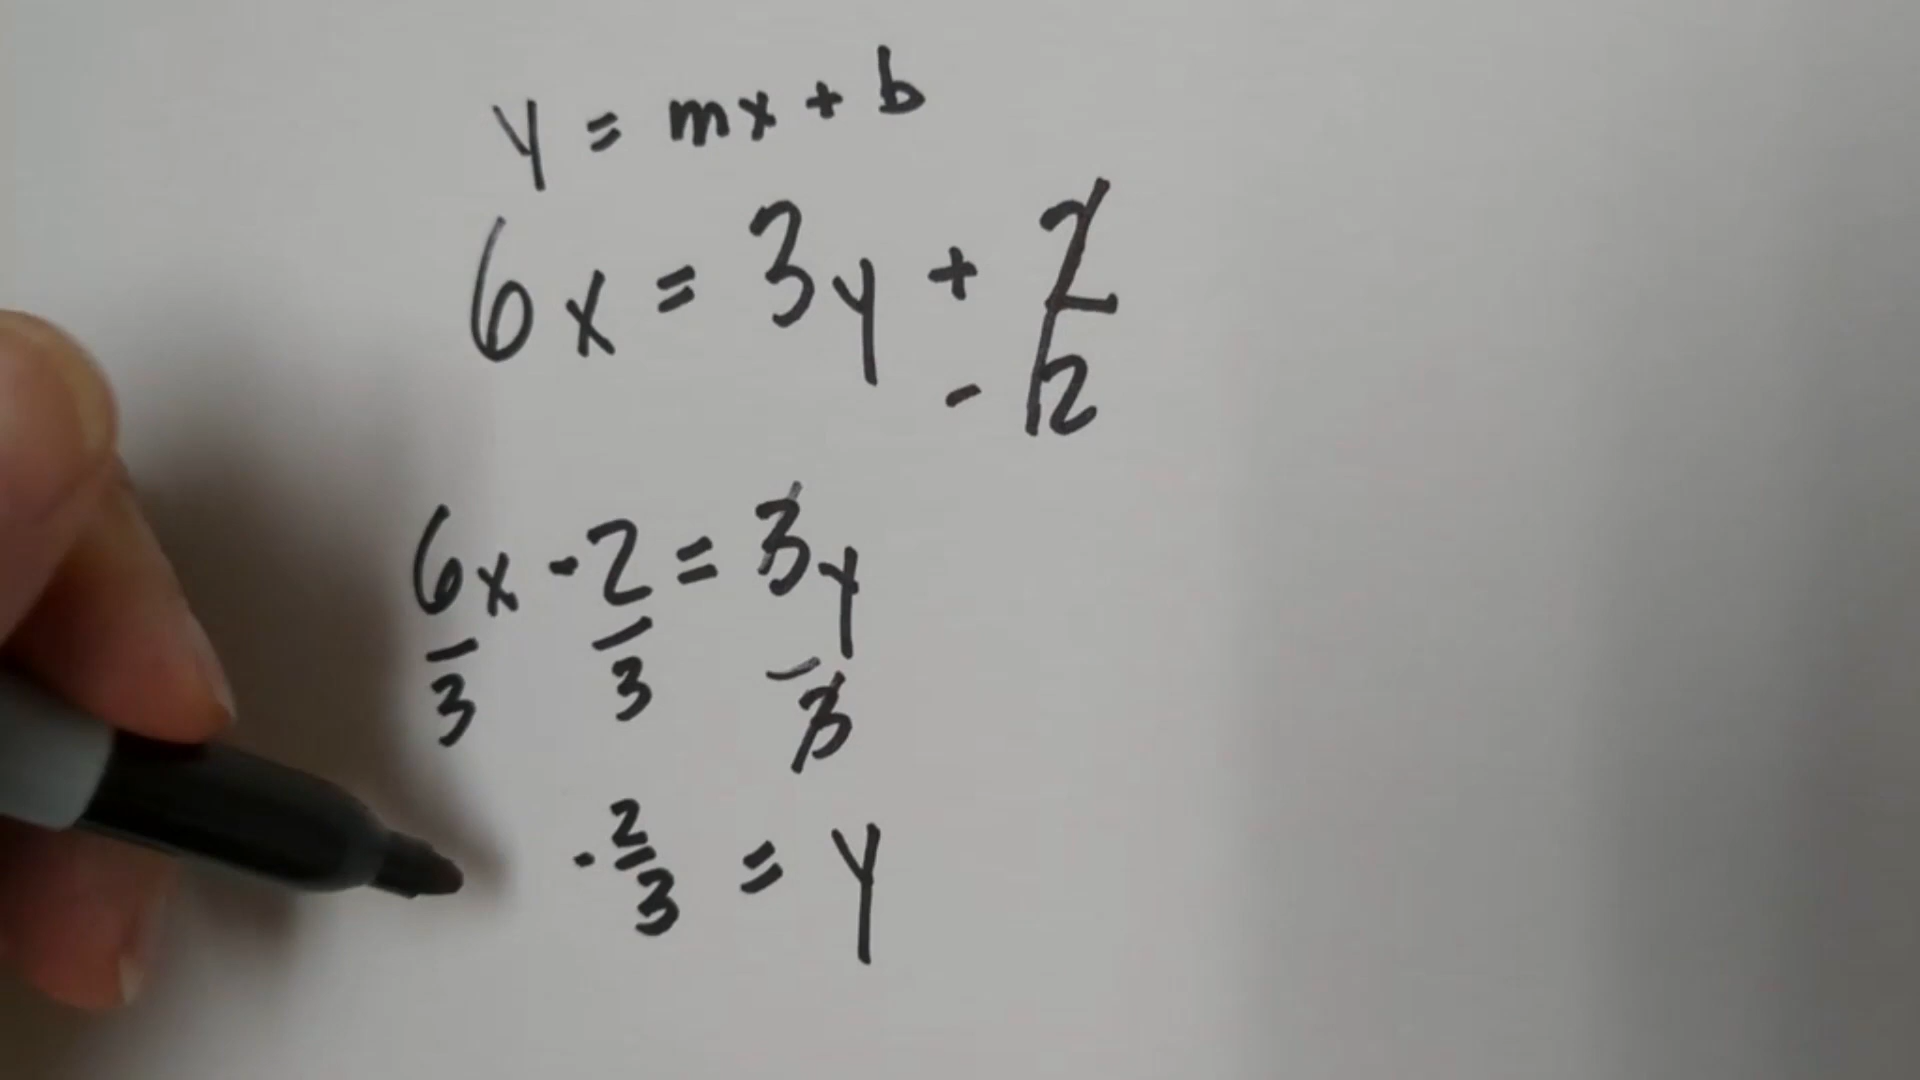 y = mx + b
6x = 3y + 2
- 2
6x - 2 = 3y
3 3 3
- 2/3 = y